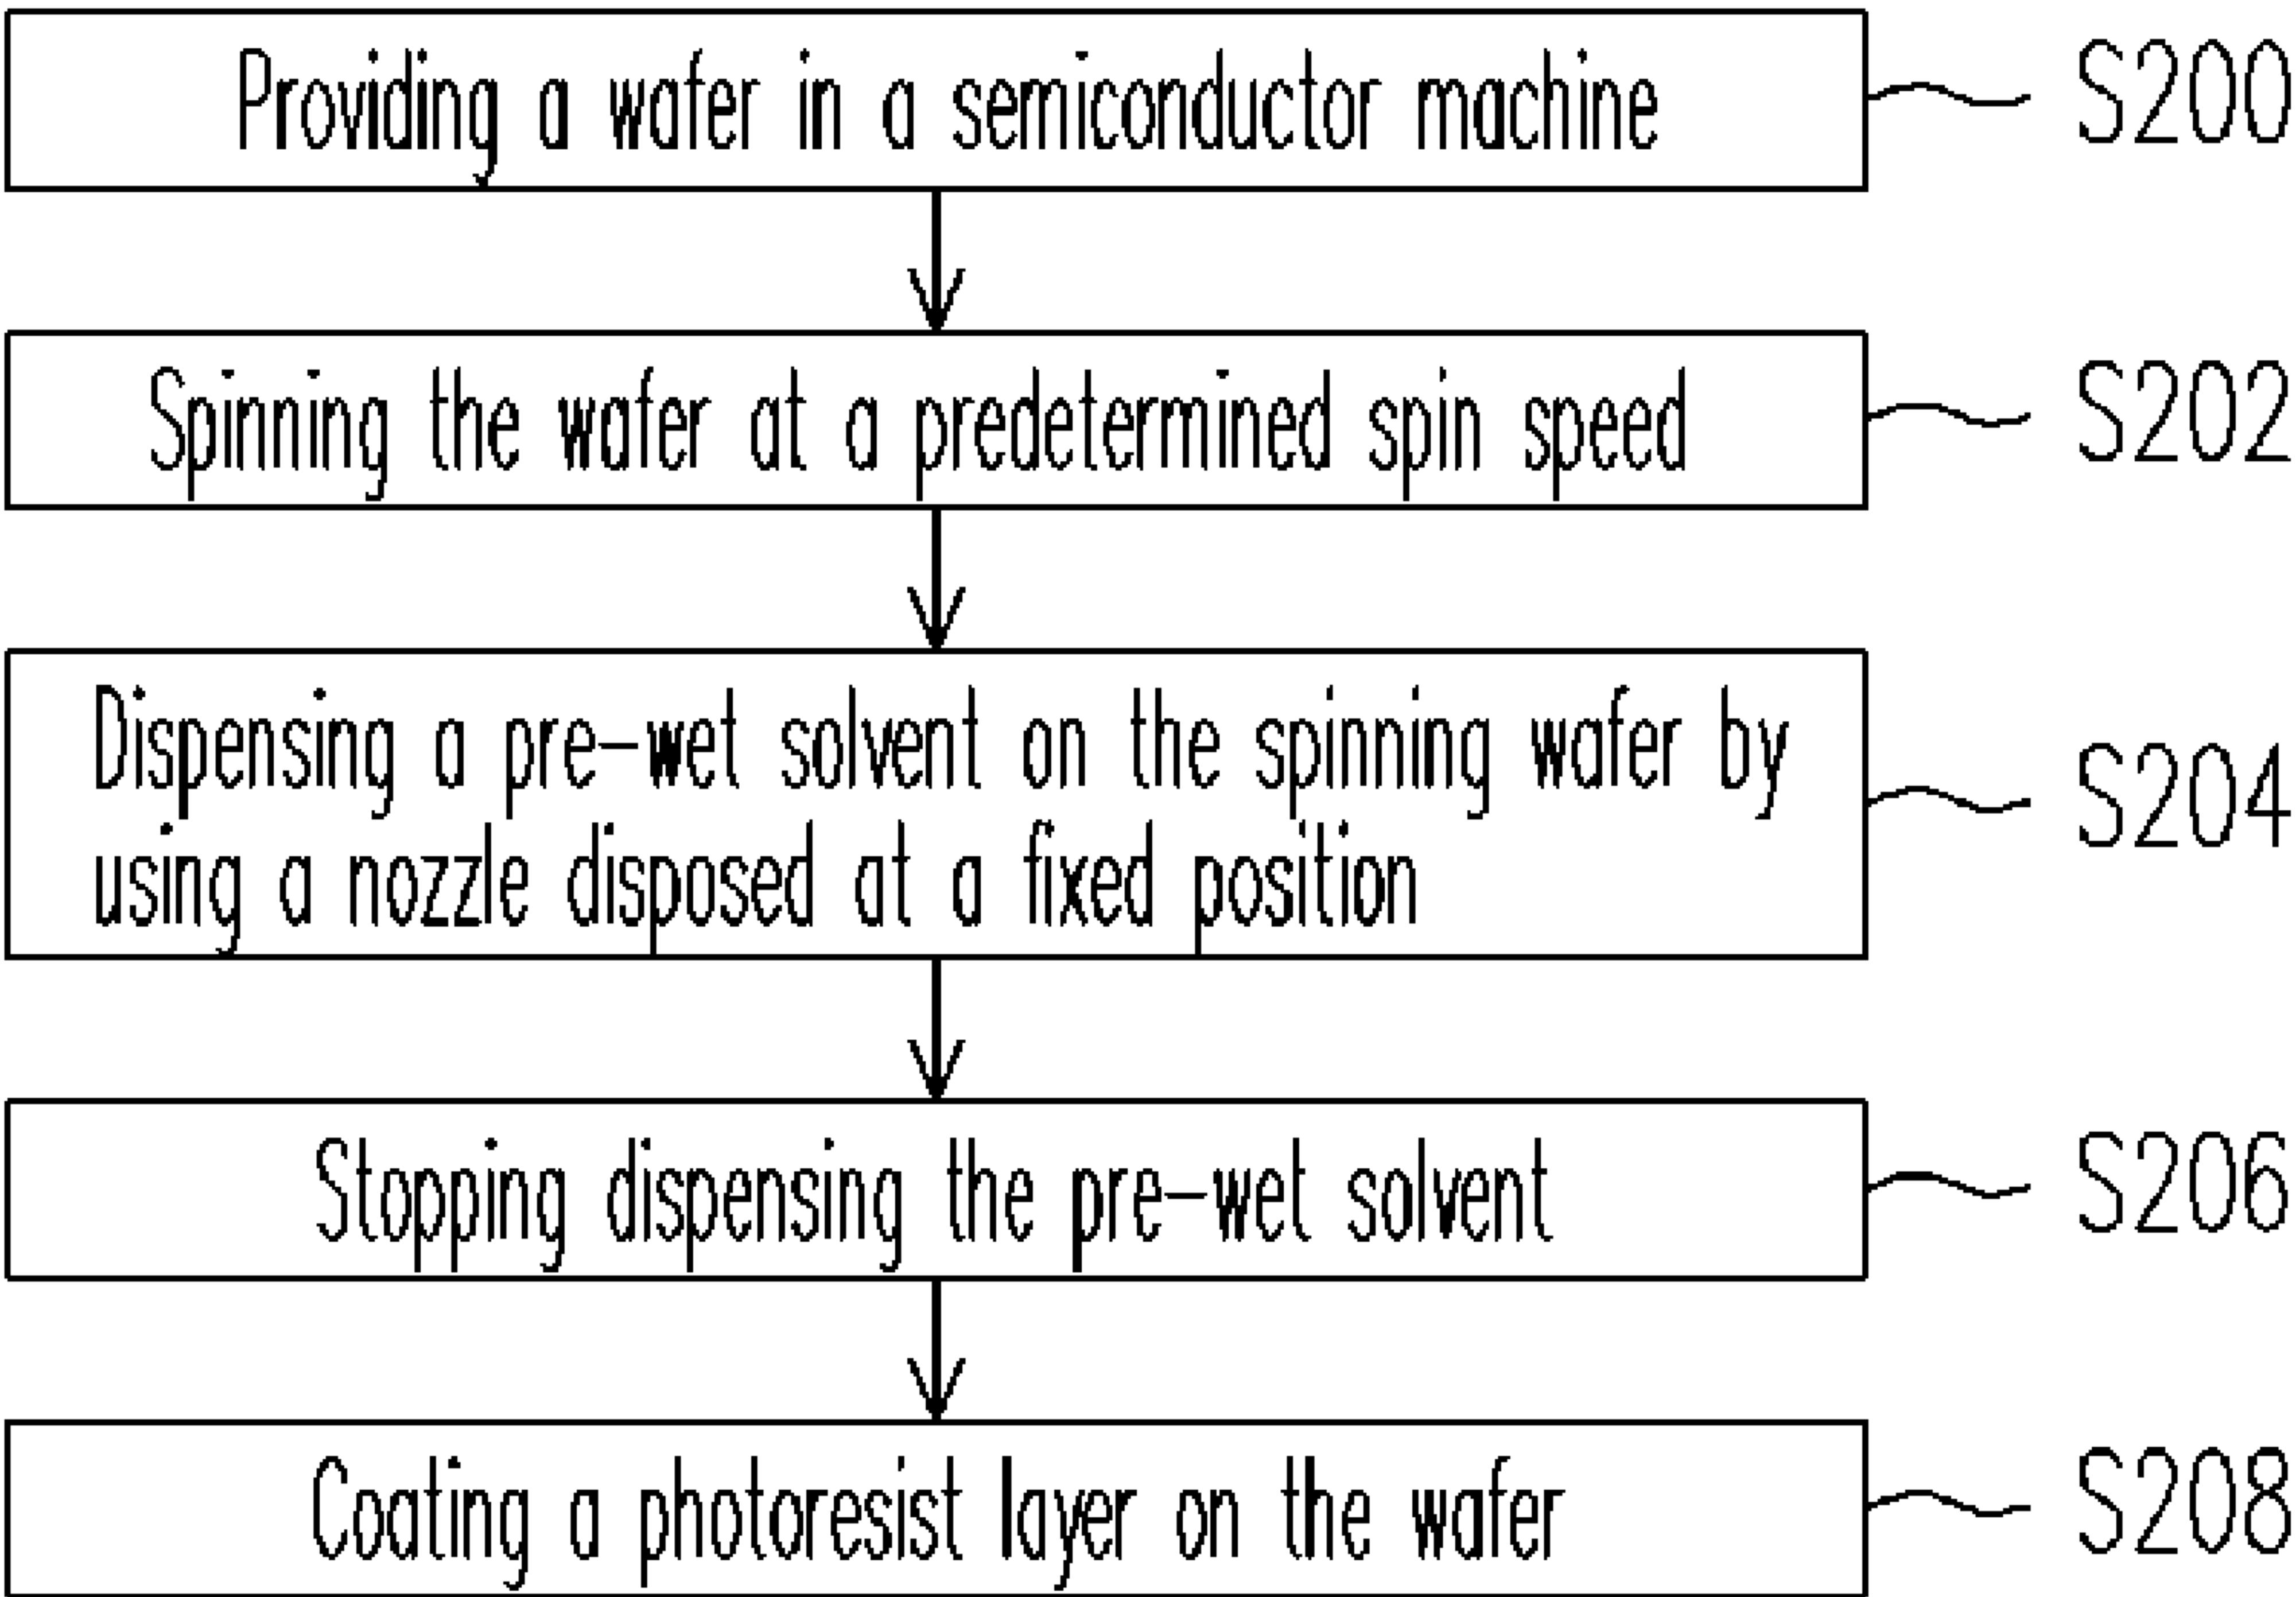 Providing a wafer in a semiconductor machine S200
Spinning the wafer at a predetermined spin speed S202
Dispensing a pre-wet solvent on the spinning wafer by
using a nozzle disposed at a fixed position
S204
Stopping dispensing the pre-wet solvent S206
Coating a photoresist layer on the wafer S208